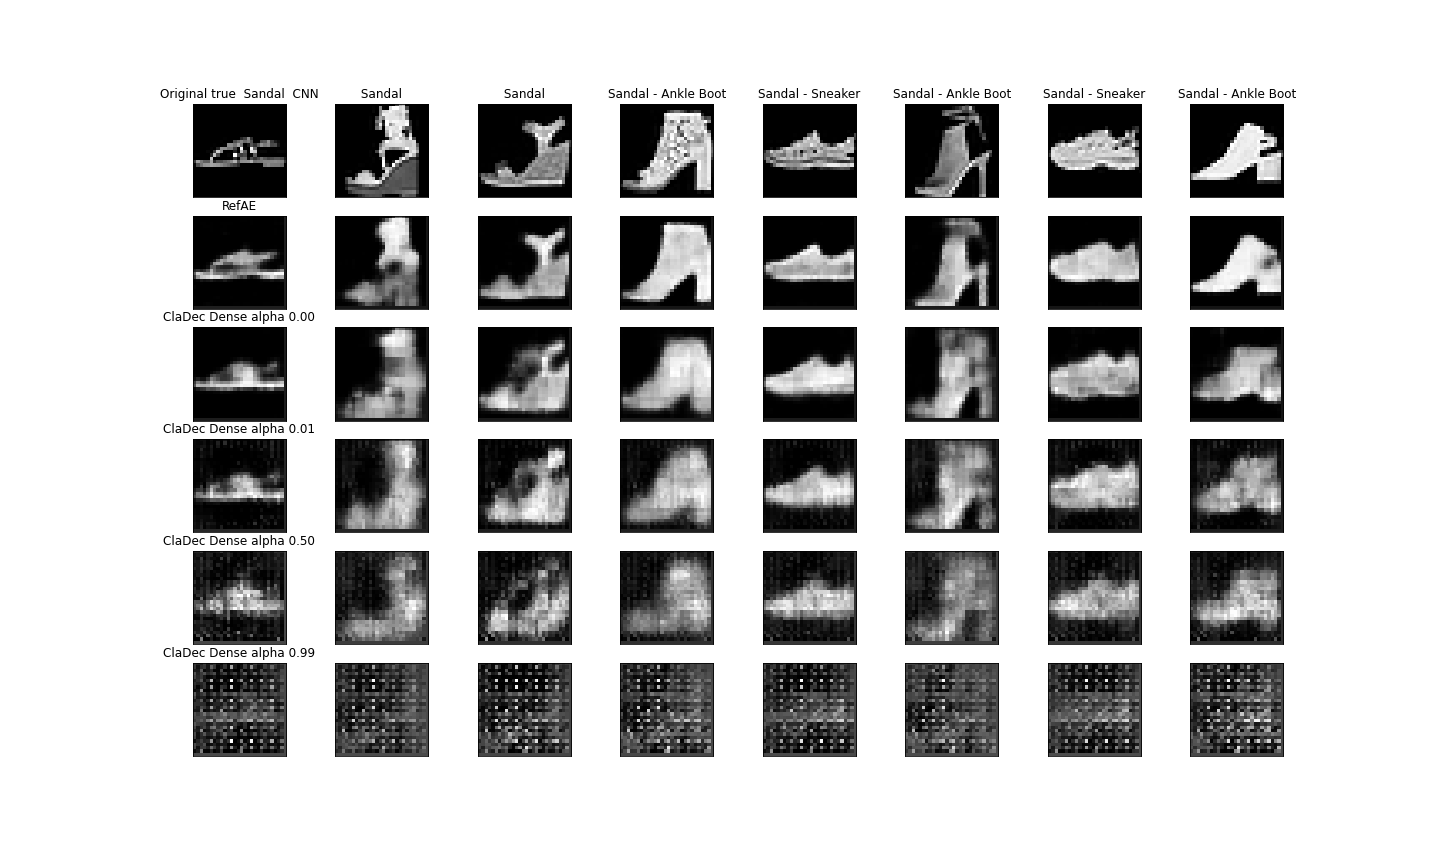 Original true Sandal CNN
Sandal
Sandal
Sandal - Ankle Boot
Sandal - Sneaker
Sandal - Ankle Boot
Sandal - Sneaker
Sandal - Ankle Boot
RefAE
ClaDec Dense alpha 0.00
ClaDec Dense alpha 0.01
ClaDec Dense alpha 0.50
ClaDec Dense alpha 0.99